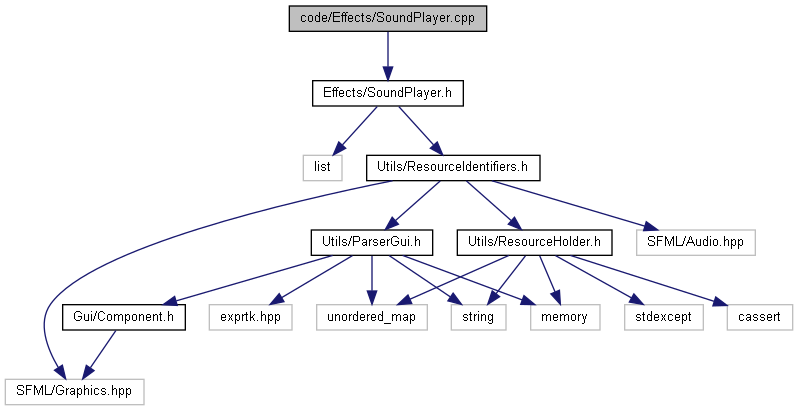 code/Effects/SoundPlayer.cpp
Effects/SoundPlayer.h
list
Utils/ResourceIdentifiers.h
Utils/ParserGui.h
Utils/ResourceHolder.h
SFML/Audio.hpp
Gui/Component.h
exprtk.hpp
unordered_map
string
memory
stdexcept
cassert
SFML/Graphics.hpp